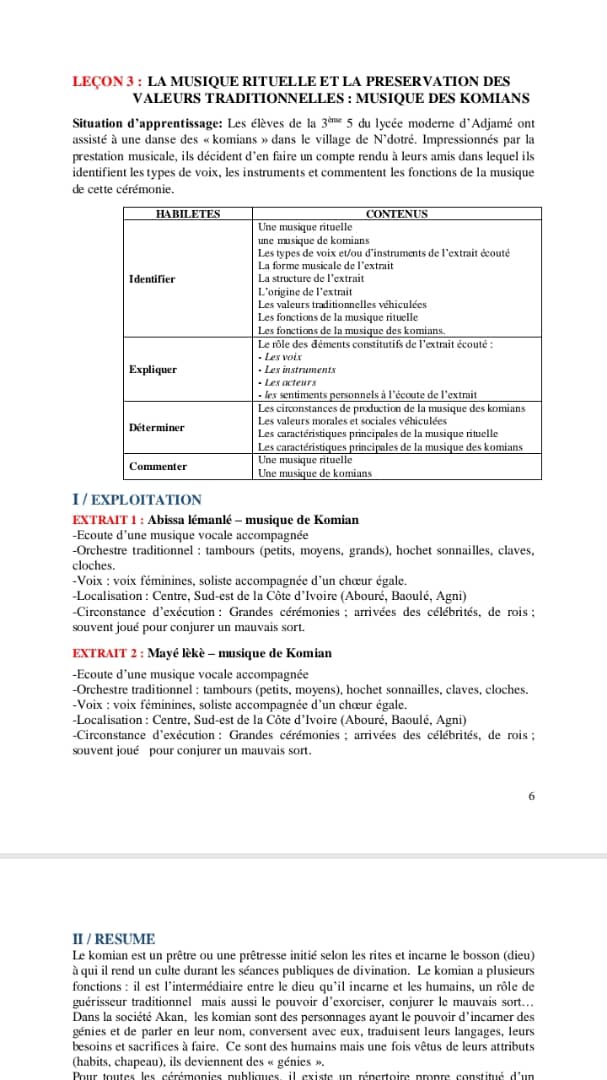 LEÇON 3 : LA MUSIQUE RITUELLE ET LA PRESERVATION DES
VALEURS TRADITIONNELLES : MUSIQUE DES KOMIANS
Situation d'apprentissage: Les élèves de la 3ème 5 du lycée moderne d'Adjamé ont
assisté à une danse des « komians » dans le village de N'dotré. Impressionnés par la
prestation musicale, ils décident d'en faire un compte rendu à leurs amis dans lequel ils
identifient les types de voix, les instruments et commentent les fonctions de la musique
de cette cérémonie.
HABILETES CONTENUS
Identifier
Une musique rituelle
une musique de komians
Les types de voix et/ou d'instruments de l'extrait écouté
La forme musicale de l'extrait
La structure de l'extrait
L'origine de l'extrait
Les valeurs traditionnelles véhiculées
Les fonctions de la musique rituelle
Les fonctions de la musique des komians.
Expliquer
Le rôle des éléments constitutifs de l'extrait écouté :
- Les voix
- Les instruments
- Les acteurs
- les sentiments personnels à l'écoute de l'extrait
Déterminer
Les circonstances de production de la musique des komians
Les valeurs morales et sociales véhiculées
Les caractéristiques principales de la musique rituelle
Les caractéristiques principales de la musique des komians
Commenter
Une musique rituelle
Une musique de komians
I / EXPLOITATION
EXTRAIT 1 : Abissa lémanlé – musique de Komian
-Ecoute d'une musique vocale accompagnée
-Orchestre traditionnel : tambours (petits, moyens, grands), hochet sonnailles, claves,
cloches.
-Voix : voix féminines, soliste accompagnée d'un chœur égale.
-Localisation : Centre, Sud-est de la Côte d'Ivoire (Abouré, Baoulé, Agni)
-Circonstance d'exécution : Grandes cérémonies ; arrivées des célébrités, de rois ;
souvent joué pour conjurer un mauvais sort.
EXTRAIT 2 : Mayé lèkè – musique de Komian
-Ecoute d'une musique vocale accompagnée
-Orchestre traditionnel : tambours (petits, moyens), hochet sonnailles, claves, cloches.
-Voix : voix féminines, soliste accompagnée d'un chœur égale.
-Localisation : Centre, Sud-est de la Côte d'Ivoire (Abouré, Baoulé, Agni)
-Circonstance d'exécution : Grandes cérémonies ; arrivées des célébrités, de rois ;
souvent joué pour conjurer un mauvais sort.
6
II / RESUME
Le komian est un prêtre ou une prêtresse initié selon les rites et incarne le bosson (dieu)
à qui il rend un culte durant les séances publiques de divination. Le komian a plusieurs
fonctions : il est l'intermédiaire entre le dieu qu'il incarne et les humains, un rôle de
guérisseur traditionnel mais aussi le pouvoir d'exorciser, conjurer le mauvais sort…
Dans la société Akan, les komian sont des personnages ayant le pouvoir d'incarner des
génies et de parler en leur nom, conversent avec eux, traduisent leurs langages, leurs
besoins et sacrifices à faire. Ce sont des humains mais une fois vêtus de leurs attributs
(habits, chapeau), ils deviennent des « génies ».
Pour toutes les cérémonies publiques, il existe un répertoire propre constitué d'un